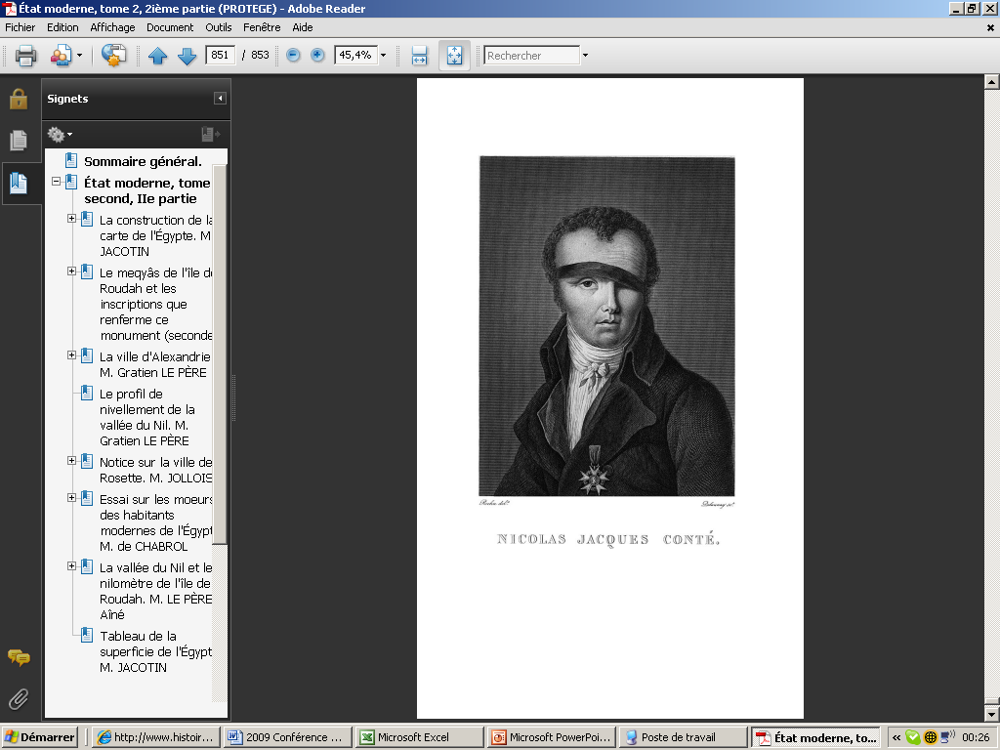 État moderne, tome 2, 2ième partie (PROTEGE) - Adobe Reader
Fichier Edition Affichage Document Outils Fenêtre Aide
851 / 853 45,4% Rechercher
Signets
Sommaire général.
État moderne, tome
second, IIe partie
La construction de la
carte de l'Égypte. M
JACOTIN
Le meqyâs de l'île de
Roudah et les
inscriptions que
renferme ce
monument (seconde
La ville d'Alexandrie
M. Gratien LE PÈRE
Le profil de
nivellement de la
vallée du Nil. M.
Gratien LE PÈRE
Notice sur la ville de
Rosette. M. JOLLOIS
Essai sur les moeurs
des habitants
modernes de l'Égypt
M. de CHABROL
La vallée du Nil et le
nilomètre de l'île de
Roudah. M. LE PÈRE
Aîné
Tableau de la
superficie de l'Égypt
M. JACOTIN
NICOLAS JACQUES CONTÉ.
Démarrer http://www.histoir... 2009 Conférence ... Microsoft Excel Microsoft PowerPoi... Poste de travail État moderne, to... « 00:26